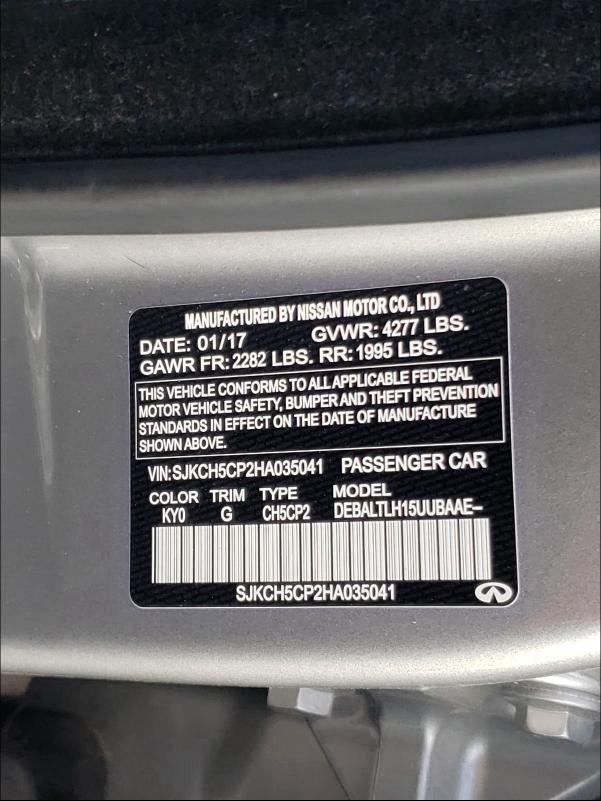 MANUFACTURED BY NISSAN MOTOR CO., LTD
DATE: 01/17 GVWR: 4277 LBS.
GAWR FR: 2282 LBS. RR: 1995 LBS.
THIS VEHICLE CONFORMS TO ALL APPLICABLE FEDERAL
MOTOR VEHICLE SAFETY, BUMPER AND THEFT PREVENTION
STANDARDS IN EFFECT ON THE DATE OF MANUFACTURE
SHOWN ABOVE.
VIN:SJKCH5CP2HA035041 PASSENGER CAR
COLOR TRIM TYPE MODEL
KY0 G CH5CP2 DEBALTLH15UUBAAE–
SJKCH5CP2HA035041